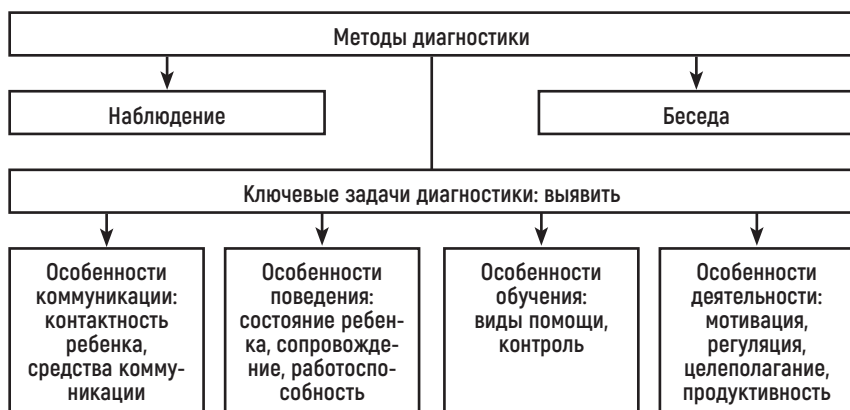 Методы диагностики
Наблюдение
Беседа
Ключевые задачи диагностики: выявить
Особенности
коммуникации:
контактность
ребенка,
средства комму-
никации
Особенности
поведения:
состояние ребен-
ка, сопровожде-
ние, работоспо-
собность
Особенности
обучения:
виды помощи,
контроль
Особенности
деятельности:
мотивация,
регуляция,
целеполагание,
продуктивность